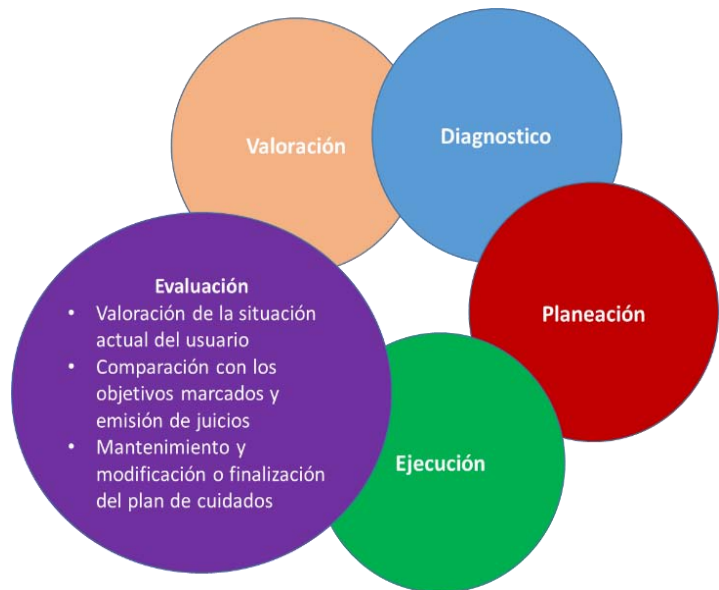 Valoración
Diagnostico
Planeación
Ejecución
Evaluación
• Valoración de la situación
actual del usuario
• Comparación con los
objetivos marcados y
emisión de juicios
• Mantenimiento y
modificación o finalización
del plan de cuidados